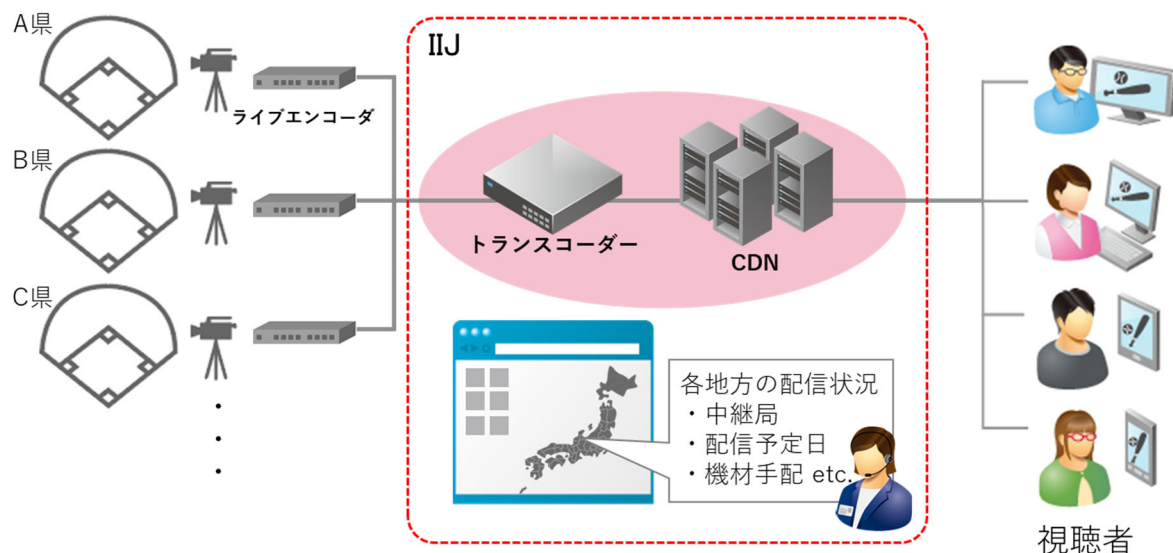 A県
ライブエンコーダ
B県
C県
・
・
・
IIJ
トランスコーダー
CDN
各地方の配信状況
・中継局
・配信予定日
・機材手配 etc.
視聴者